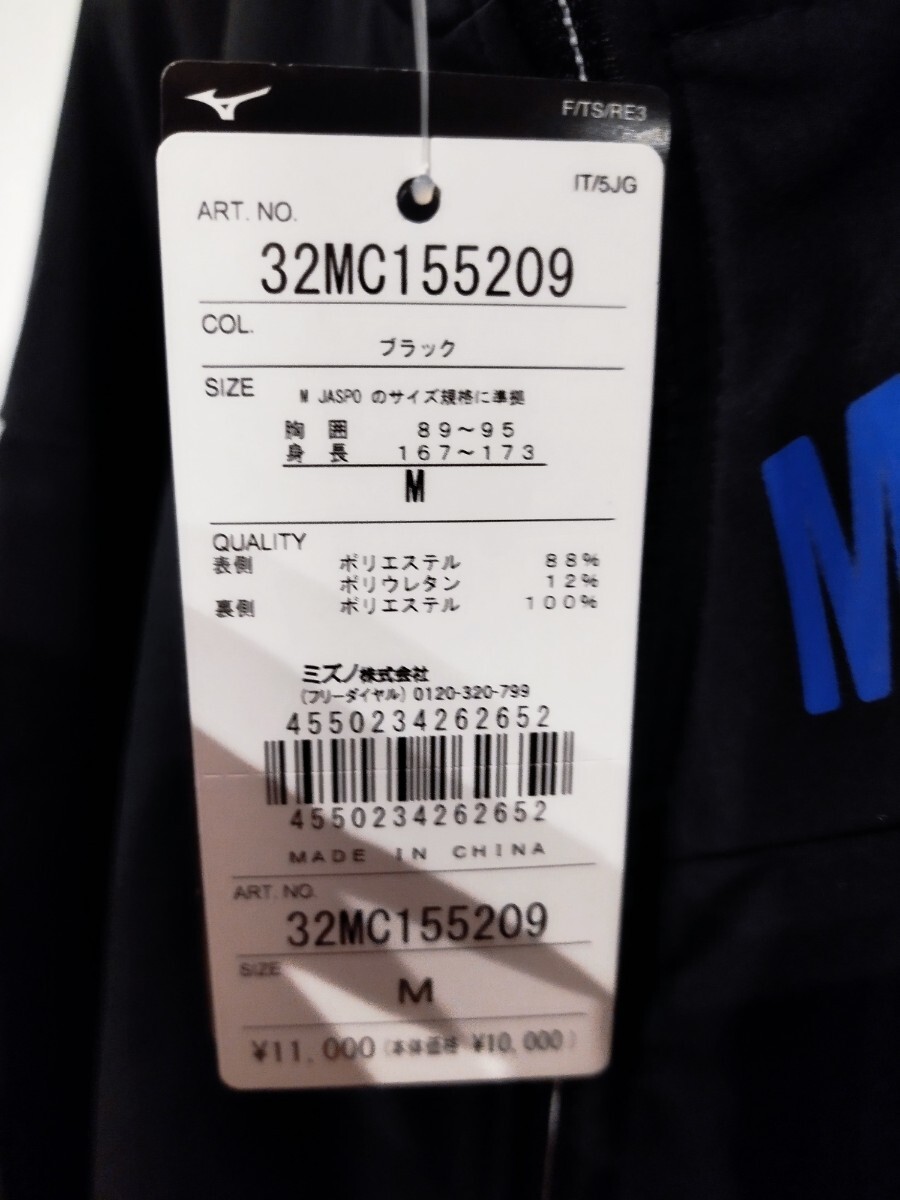 F/TS/RE3
IT/5JG
ART. NO.
32MC155209
COL.
ブラック
SIZE
M JASPO のサイズ規格に準拠
胸 囲 89～95
身 長 167～173
M
QUALITY
表側 ポリエステル 88%
ポリウレタン 12%
裏側 ポリエステル 100%
ミズノ株式会社
(フリーダイヤル) 0120-320-799
4550234262652
4550234262652
MADE IN CHINA
ART. NO.
32MC155209
SIZE
M
¥11,000 (本体価格 ¥10,000)
M